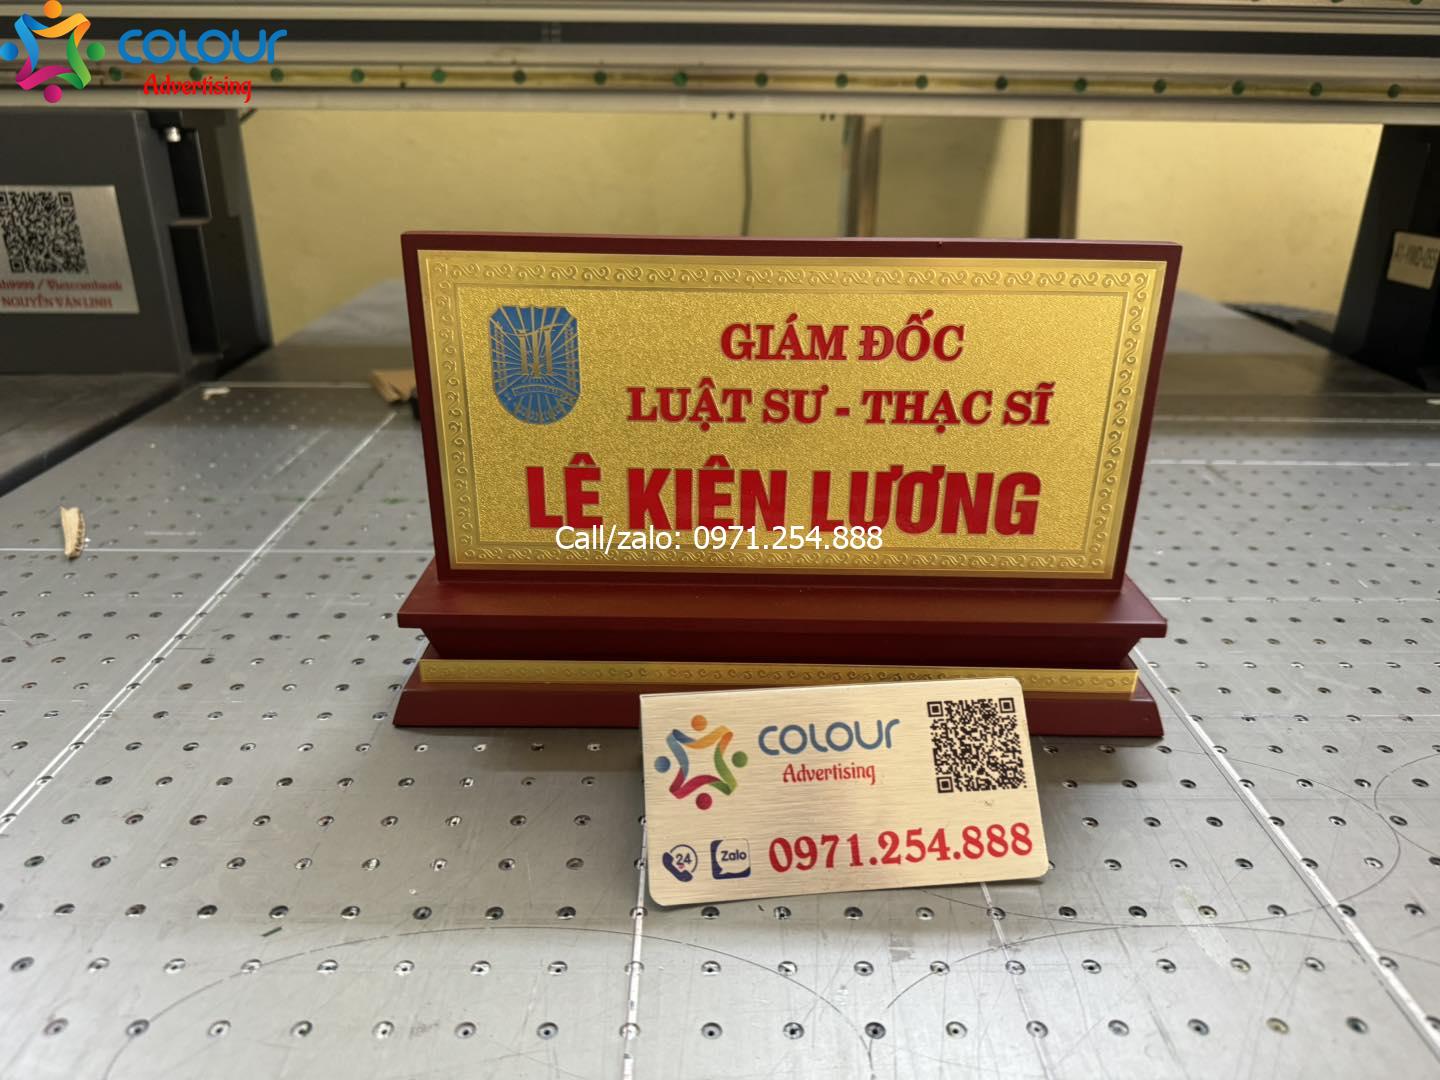 COLOUR
Advertising
GIÁM ĐỐC
LUẬT SƯ - THẠC SĨ
LÊ KIÊN LƯƠNG
Call/zalo: 0971.254.888
/ Vietcombank
NGUYỄN VĂN LINH
COLOUR
Advertising
24
Zalo
0971.254.888